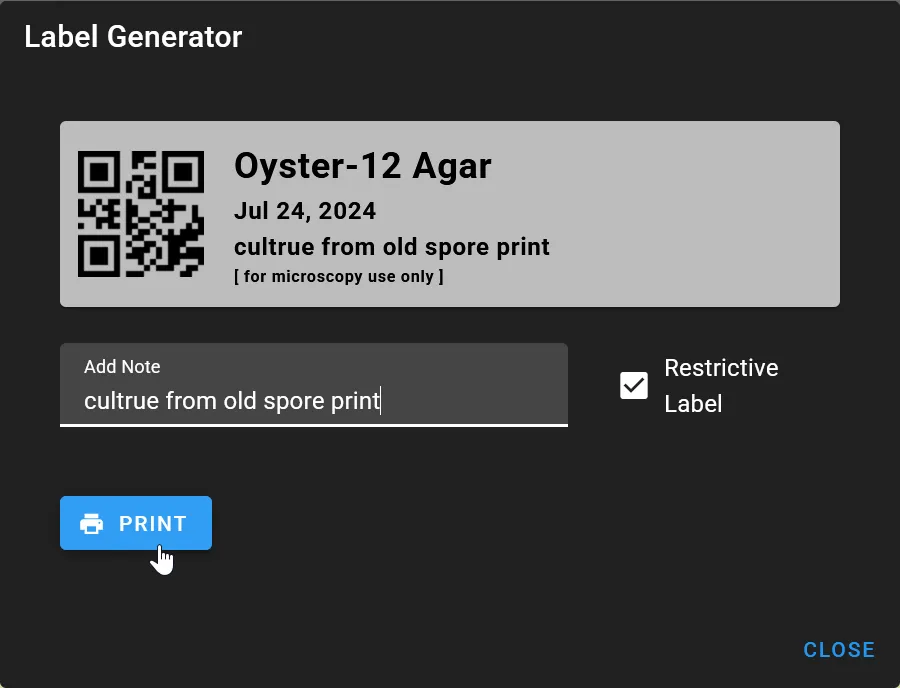 Label Generator
Oyster-12 Agar
Jul 24, 2024
cultrue from old spore print
[ for microscopy use only ]
Add Note
cultrue from old spore print
Restrictive
Label
PRINT
CLOSE